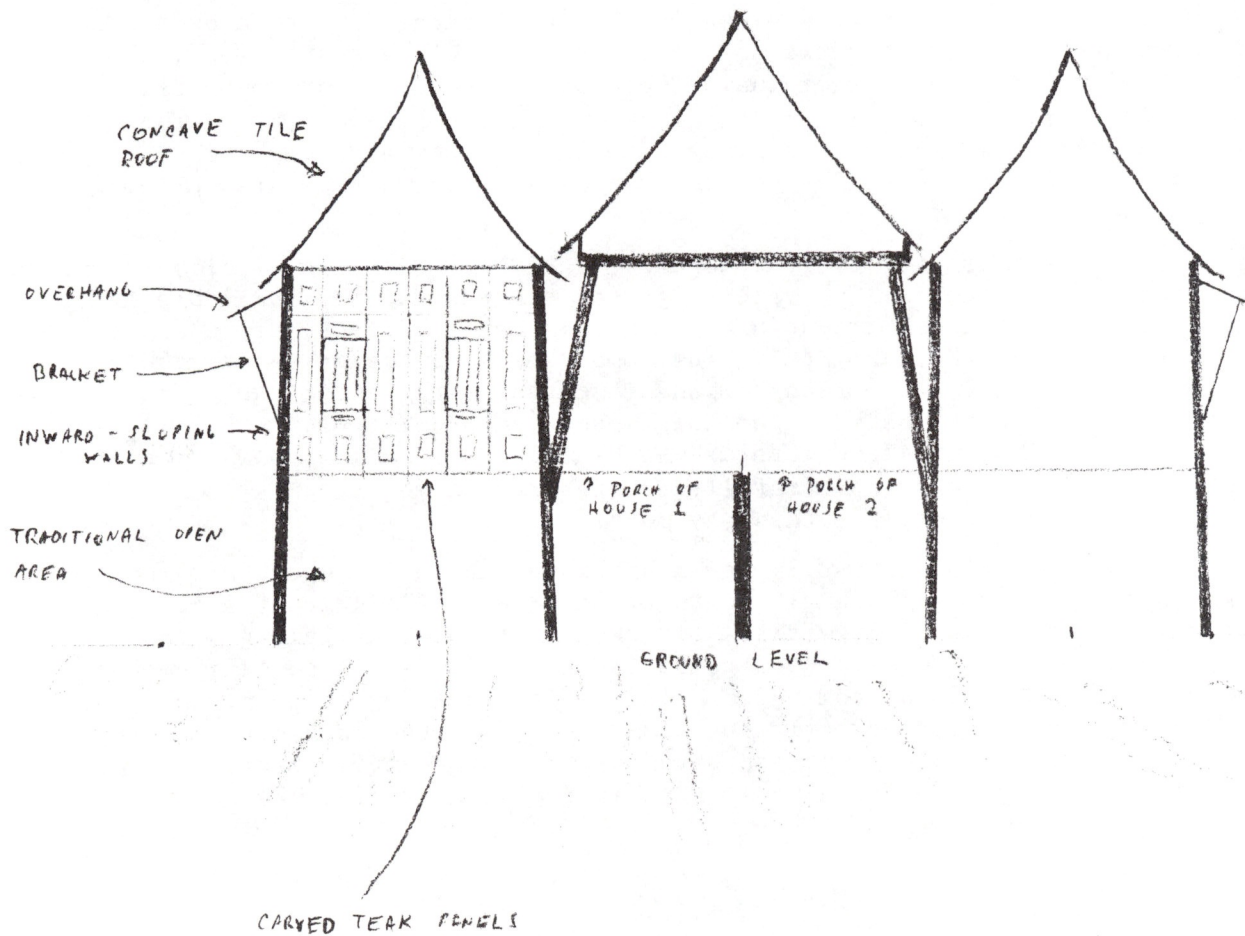 CONCAVE TILE
ROOF
OVERHANG
BRACKET
INWARD-SLOPING
WALLS
↑ PORCH OF
HOUSE 1
↑ PORCH OF
HOUSE 2
TRADITIONAL OPEN
AREA
GROUND LEVEL
CARVED TEAK PANELS